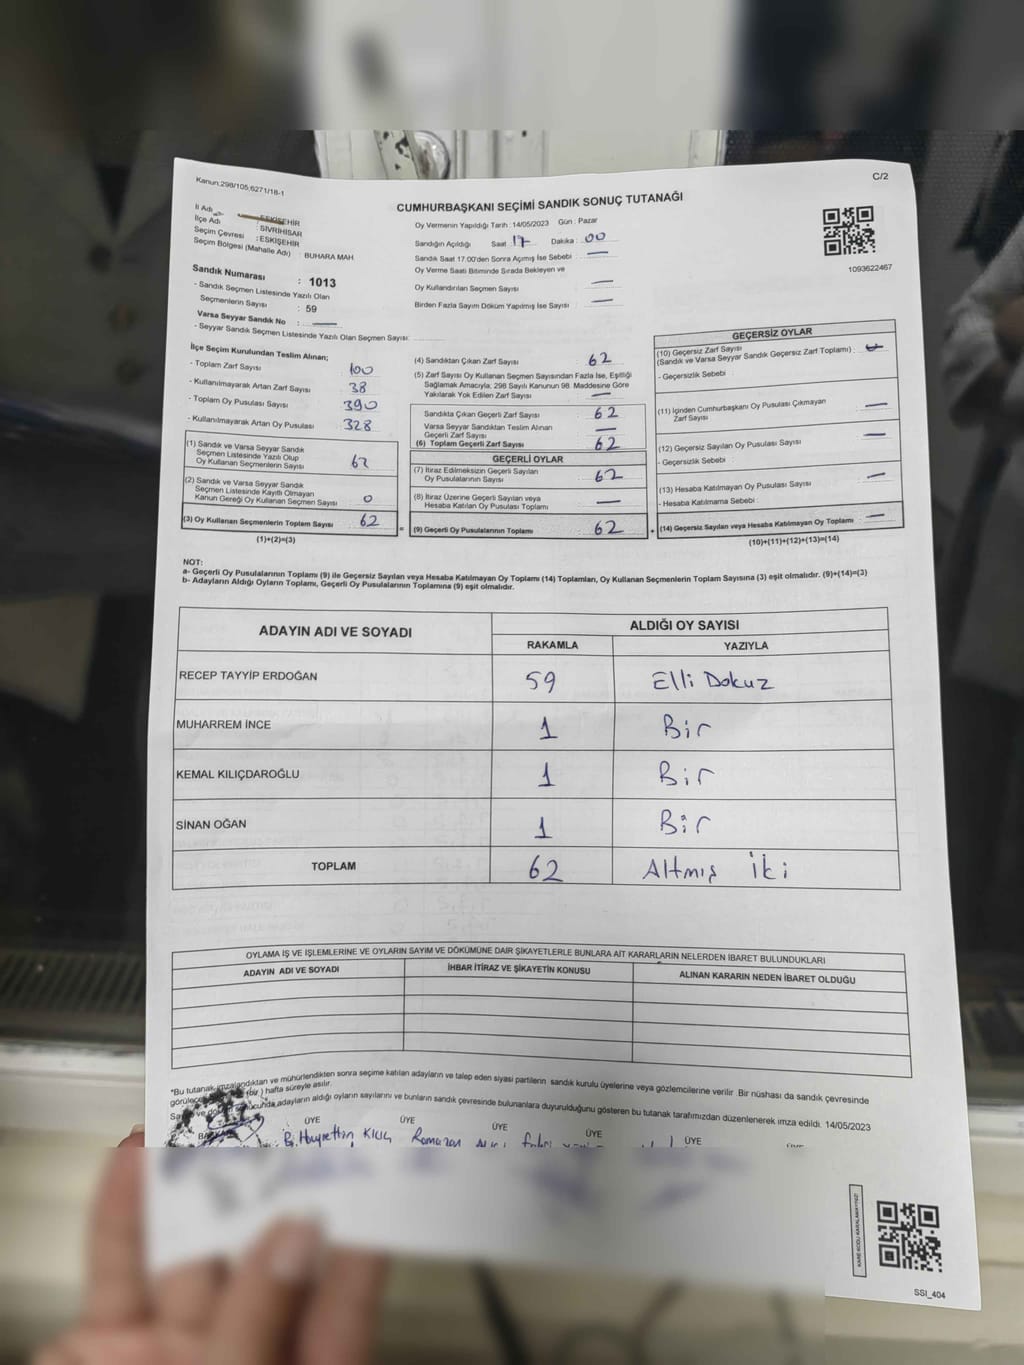 Kanun:298/105,6271/18-1
C/2
CUMHURBAŞKANI SEÇİMİ SANDIK SONUÇ TUTANAĞI
İl Adı : ESKİŞEHİR
İlçe Adı : SİVRİHİSAR
Seçim Çevresi : ESKİŞEHİR
Seçim Bölgesi (Mahalle Adı) : BUHARA MAH
Sandık Numarası : 1013
- Sandık Seçmen Listesinde Yazılı Olan
Seçmenlerin Sayısı : 59
Varsa Seyyar Sandık No : —
- Seyyar Sandık Seçmen Listesinde Yazılı Olan Seçmen Sayısı:
Oy Vermenin Yapıldığı Tarih : 14/05/2023 Gün : Pazar
Sandığın Açıldığı Saat 17 Dakika : 00
Sandık Saat 17.00'den Sonra Açımış İse Sebebi : —
Oy Verme Saati Bitiminde Sırada Bekleyen ve
Oy Kullandırılan Seçmen Sayısı —
Birden Fazla Sayım Döküm Yapılmış İse Sayısı —
1093622467
İlçe Seçim Kurulundan Teslim Alınan;
- Toplam Zarf Sayısı 100
- Kullanılmayarak Artan Zarf Sayısı 38
- Toplam Oy Pusulası Sayısı 390
- Kullanılmayarak Artan Oy Pusulası 328
(1) Sandık ve Varsa Seyyar Sandık
Seçmen Listesinde Yazılı Olup
Oy Kullanan Seçmenlerin Sayısı 62
(2) Sandık ve Varsa Seyyar Sandık
Seçmen Listesinde Kayıtlı Olmayan
Kanun Gereği Oy Kullanan Seçmen Sayısı 0
(3) Oy Kullanan Seçmenlerin Toplam Sayısı 62
(1)+(2)=(3)
(4) Sandıktan Çıkan Zarf Sayısı 62
(5) Zarf Sayısı Oy Kullanan Seçmen Sayısından Fazla İse, Eşitliği
Sağlamak Amacıyla; 298 Sayılı Kanunun 98. Maddesine Göre
Yakılarak Yok Edilen Zarf Sayısı —
Sandıkta Çıkan Geçerli Zarf Sayısı 62
Varsa Seyyar Sandıktan Teslim Alınan
Geçerli Zarf Sayısı —
(6) Toplam Geçerli Zarf Sayısı 62
GEÇERLİ OYLAR
(7) İtiraz Edilmeksizin Geçerli Sayılan
Oy Pusulalarının Sayısı 62
(8) İtiraz Üzerine Geçerli Sayılan veya
Hesaba Katılan Oy Pusulası Toplamı —
= (9) Geçerli Oy Pusulalarının Toplamı 62
GEÇERSİZ OYLAR
(10) Geçersiz Zarf Sayısı
(Sandık ve Varsa Seyyar Sandık Geçersiz Zarf Toplamı) :
- Geçersizlik Sebebi :
(11) İçinden Cumhurbaşkanı Oy Pusulası Çıkmayan
Zarf Sayısı —
(12) Geçersiz Sayılan Oy Pusulası Sayısı —
- Geçersizlik Sebebi :
(13) Hesaba Katılmayan Oy Pusulası Sayısı —
- Hesaba Katılmama Sebebi :
+ (14) Geçersiz Sayılan veya Hesaba Katılmayan Oy Toplamı —
(10)+(11)+(12)+(13)=(14)
NOT:
a- Geçerli Oy Pusulalarının Toplamı (9) ile Geçersiz Sayılan veya Hesaba Katılmayan Oy Toplamı (14) Toplamları, Oy Kullanan Seçmenlerin Toplam Sayısına (3) eşit olmalıdır. (9)+(14)=(3)
b- Adayların Aldığı Oyların Toplamı, Geçerli Oy Pusulalarının Toplamına (9) eşit olmalıdır.
ADAYIN ADI VE SOYADI ALDIĞI OY SAYISI
RAKAMLA YAZIYLA
RECEP TAYYİP ERDOĞAN 59 Elli Dokuz
MUHARREM İNCE 1 Bir
KEMAL KILIÇDAROĞLU 1 Bir
SİNAN OĞAN 1 Bir
TOPLAM 62 Altmış İki
OYLAMA İŞ VE İŞLEMLERİNE VE OYLARIN SAYIM VE DÖKÜMÜNE DAİR ŞİKAYETLERLE BUNLARA AİT KARARLARIN NELERDEN İBARET BULUNDUKLARI
ADAYIN ADI VE SOYADI İHBAR İTİRAZ VE ŞİKAYETİN KONUSU ALINAN KARARIN NEDEN İBARET OLDUĞU
*Bu tutanak imzalandıktan ve mühürlendikten sonra seçime katılan adayların ve talep eden siyasi partilerin sandık kurulu üyelerine veya gözlemcilerine verilir. Bir nüshası da sandık çevresinde
bir ) hafta süreyle asılır.
adayların aldığı oyların sayılarını ve bunların sandık çevresinde bulunanlara duyurulduğunu gösteren bu tutanak tarafımızdan düzenlenerek imza edildi. 14/05/2023
ÜYE ÜYE ÜYE ÜYE ÜYE
B. Hayrettin Kılıç Ramazan
KARE KODU KARALAMAYINIZ!
SSI_404